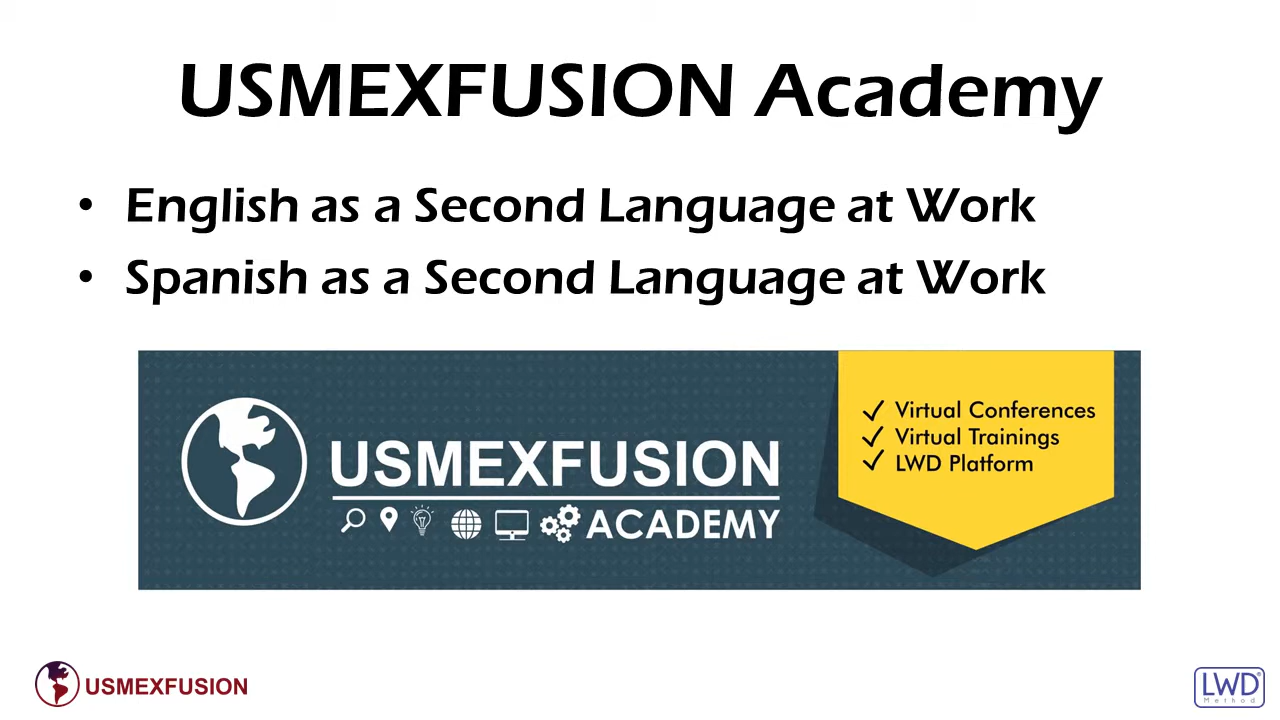 USMEXFUSION Academy
• English as a Second Language at Work
• Spanish as a Second Language at Work
USMEXFUSION
ACADEMY
✓ Virtual Conferences
✓ Virtual Trainings
✓ LWD Platform
USMEXFUSION
LWD®
Method